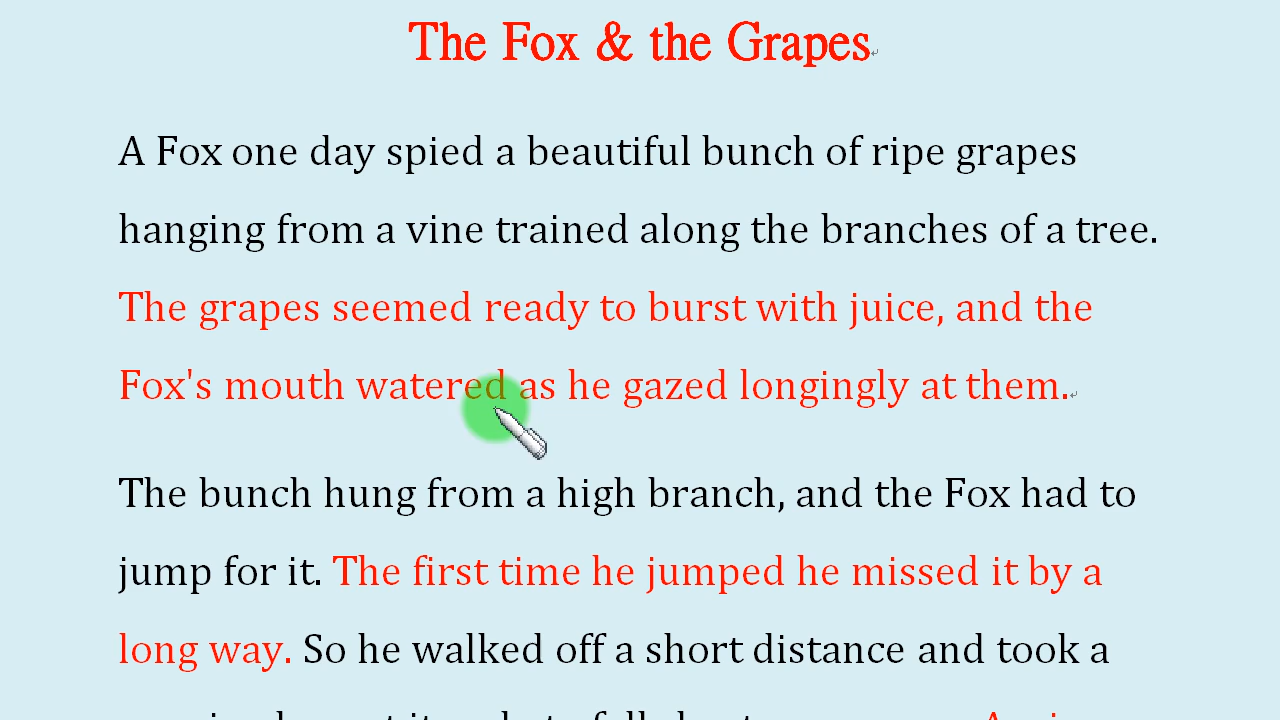 The Fox & the Grapes
A Fox one day spied a beautiful bunch of ripe grapes
hanging from a vine trained along the branches of a tree.
The grapes seemed ready to burst with juice, and the
Fox's mouth watered as he gazed longingly at them.
The bunch hung from a high branch, and the Fox had to
jump for it. The first time he jumped he missed it by a
long way. So he walked off a short distance and took a